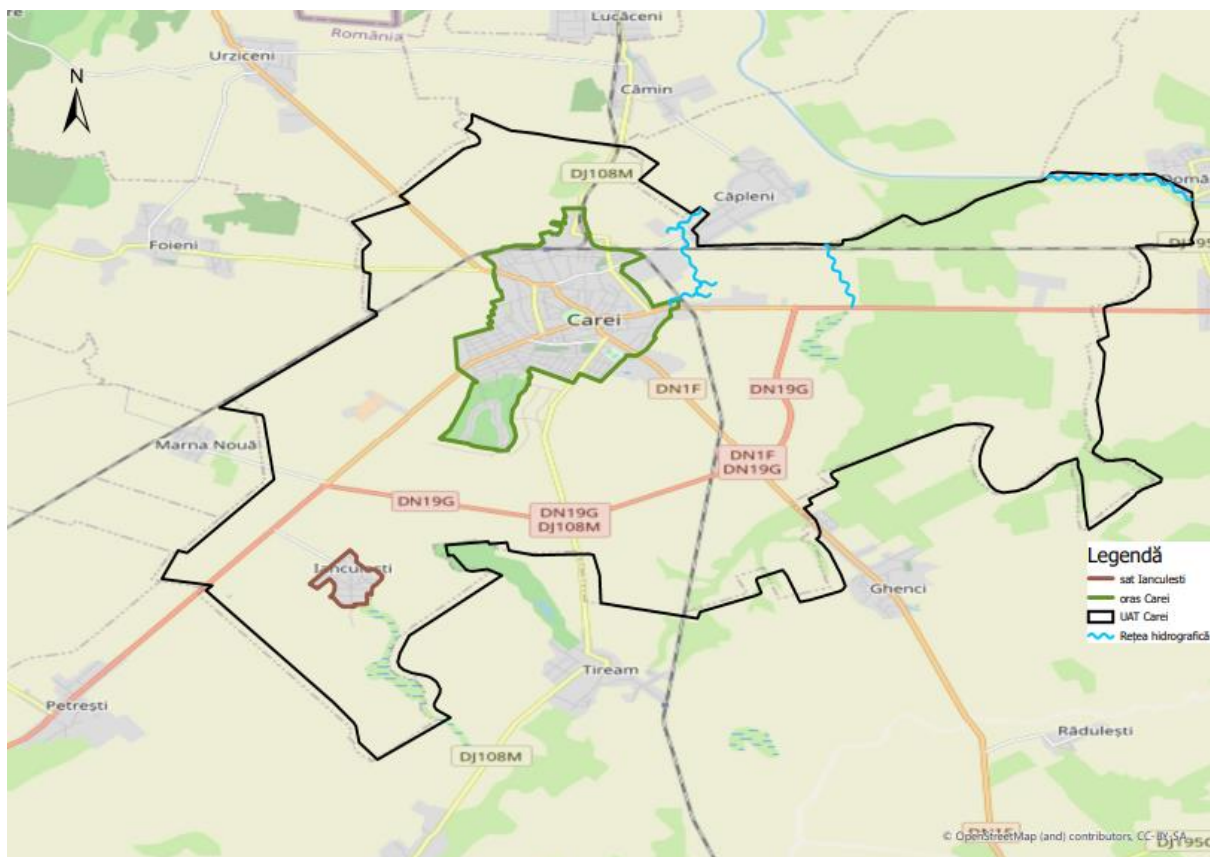 Lucăceni
România
Urziceni
N
Cămin
DJ108M
Căpleni
Foieni
Carei
DN1F
DN19G
Marna Nouă
DN1F
DN19G
DN19G
DN19G
DJ108M
Legendă
Ianculești
sat Ianculesti
Ghenci
oras Carei
UAT Carei
Rețea hidrografică
Tiream
Petrești
Rădulești
DJ108M
© OpenStreetMap (and) contributors, CC-BY-SA